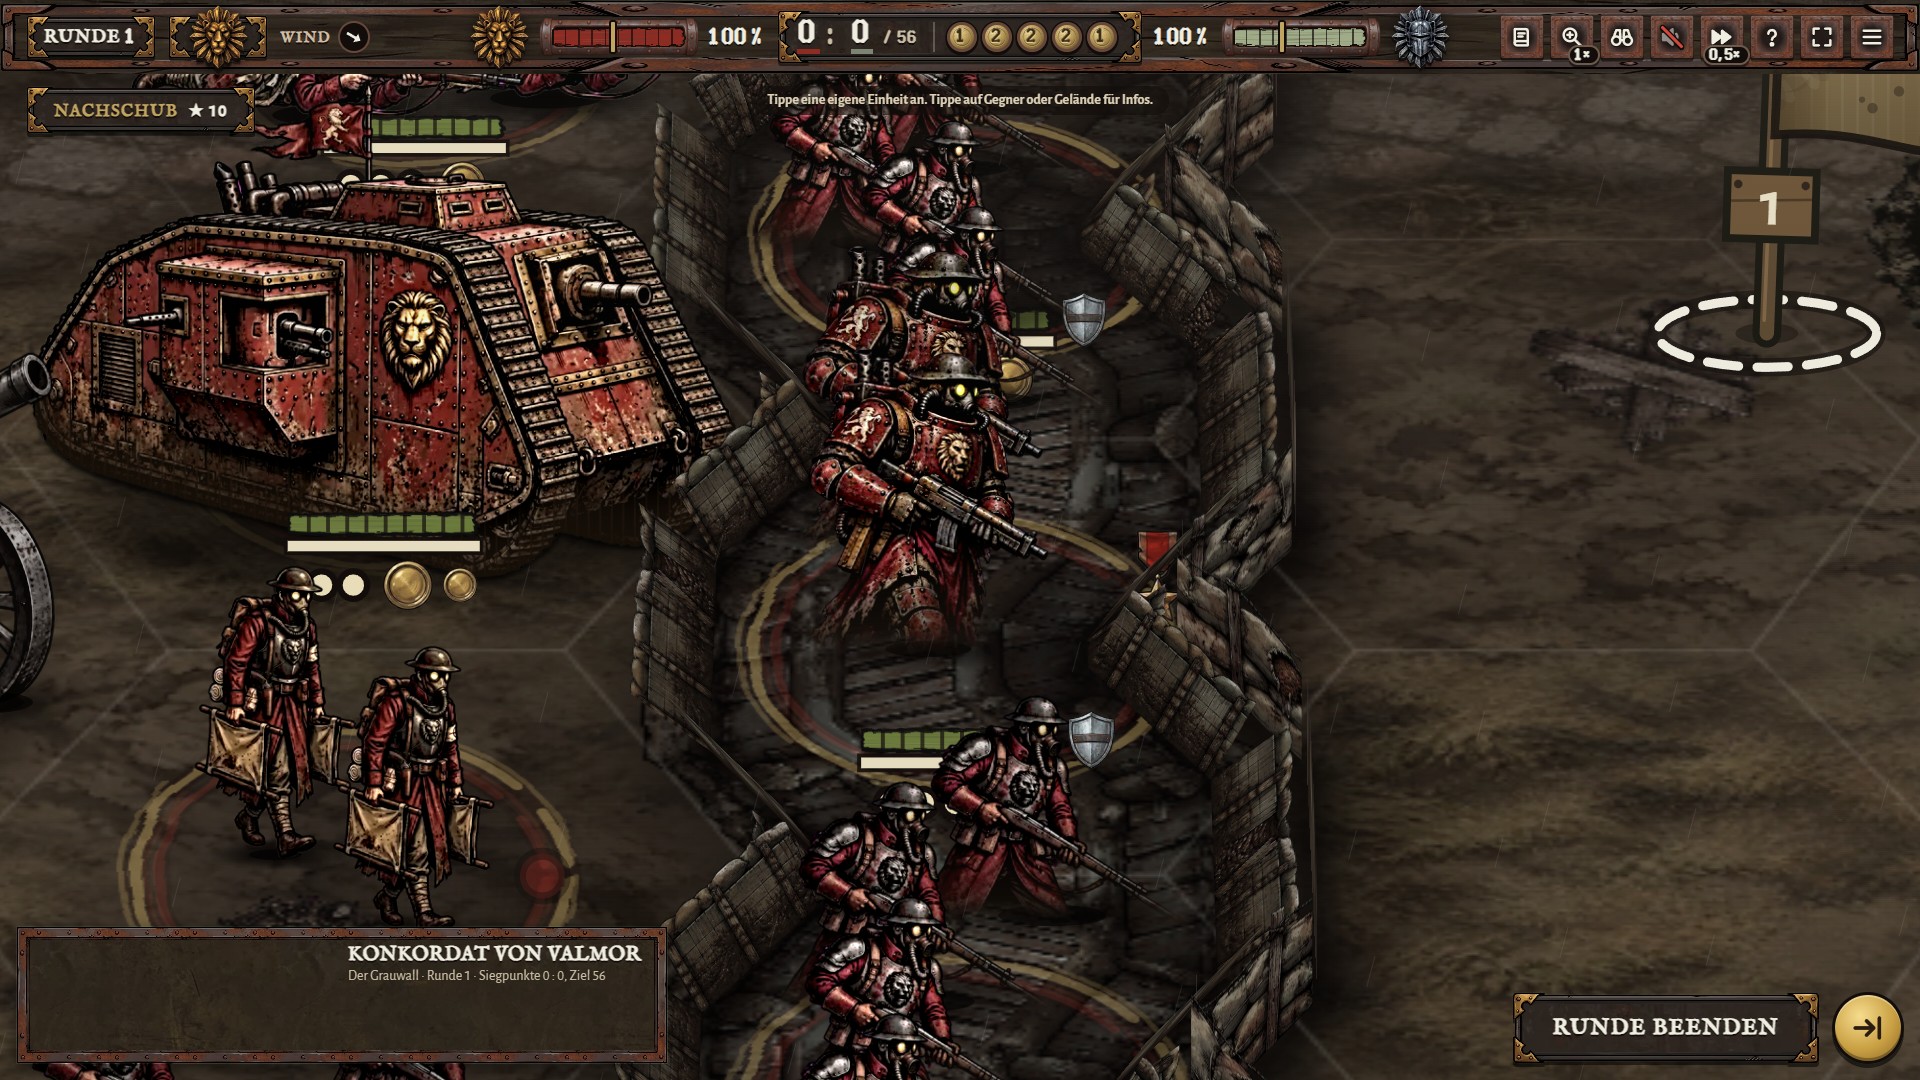 RUNDE 1
WIND
100%
0 : 0 / 56
1 2 2 2 1
100%
1×
0,5×
?
NACHSCHUB ★ 10
Tippe eine eigene Einheit an. Tippe auf Gegner oder Gelände für Infos.
1
KONKORDAT VON VALMOR
Der Grauwall · Runde 1 · Siegpunkte 0 : 0, Ziel 56
RUNDE BEENDEN